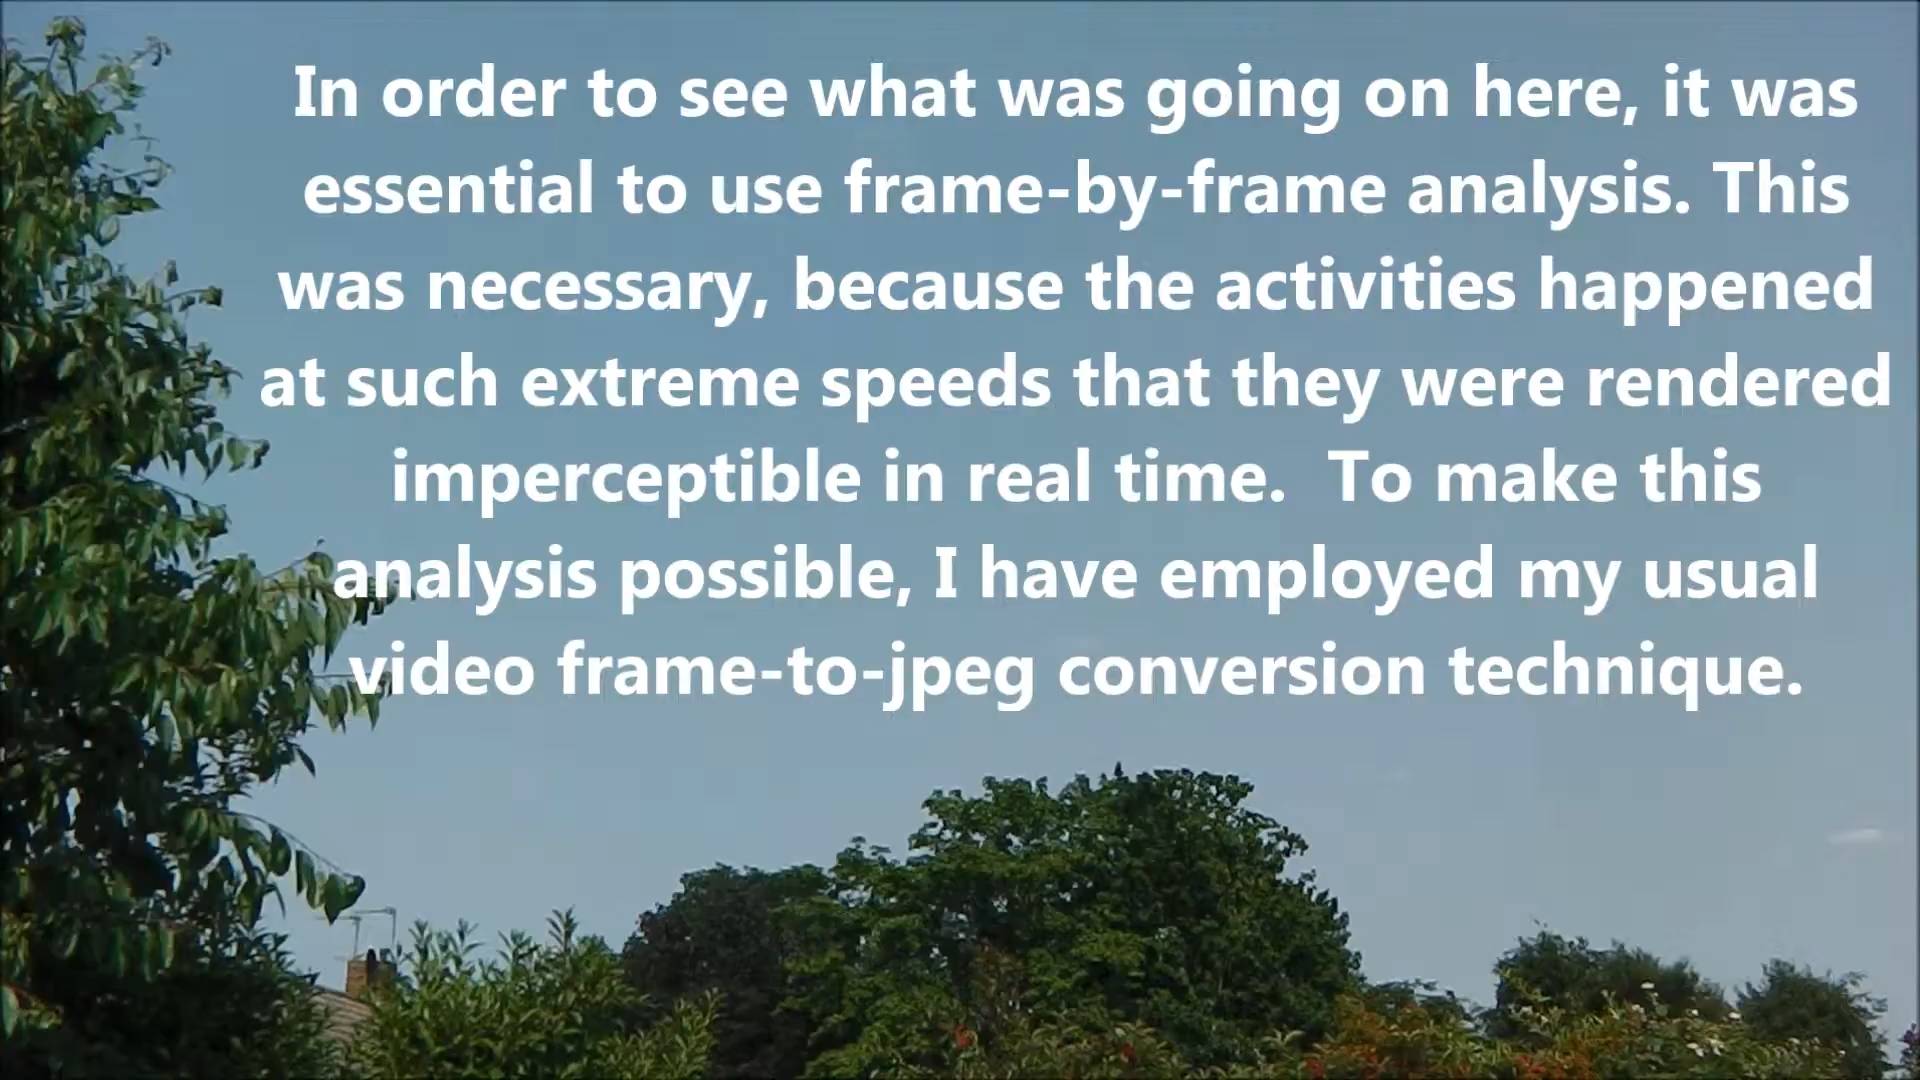 In order to see what was going on here, it was
essential to use frame-by-frame analysis. This
was necessary, because the activities happened
at such extreme speeds that they were rendered
imperceptible in real time.  To make this
analysis possible, I have employed my usual
video frame-to-jpeg conversion technique.